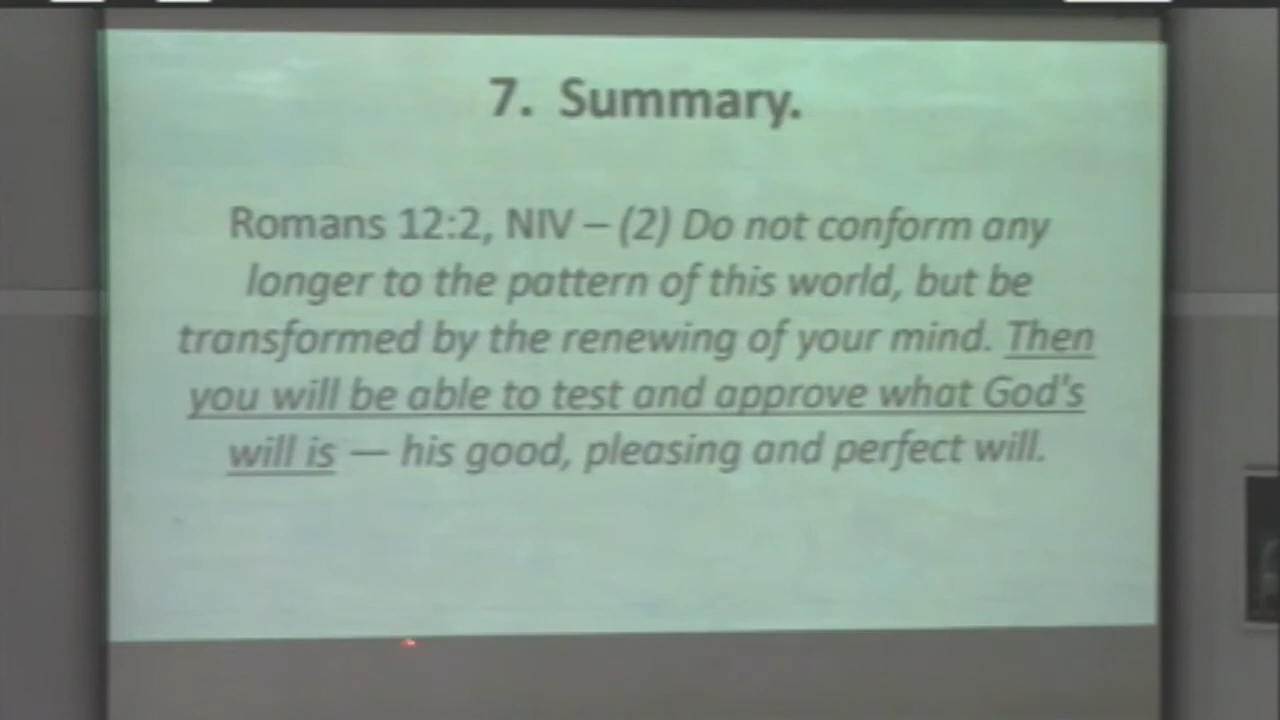 7. Summary.
Romans 12:2, NIV – (2) Do not conform any
longer to the pattern of this world, but be
transformed by the renewing of your mind. Then
you will be able to test and approve what God's
will is — his good, pleasing and perfect will.